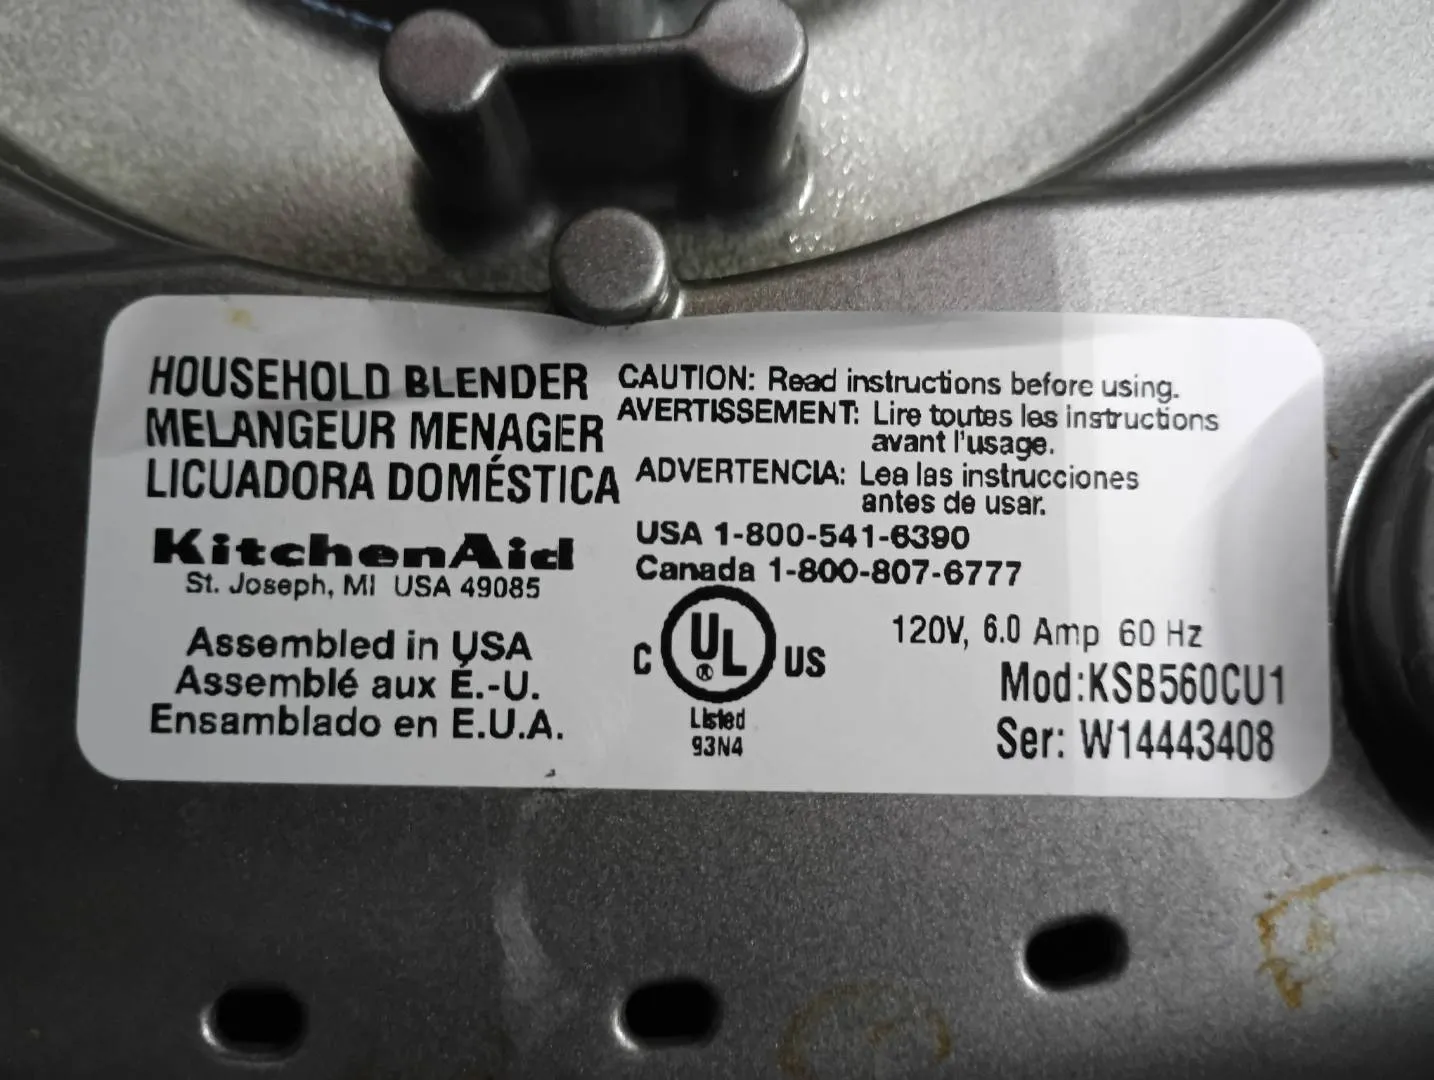 HOUSEHOLD BLENDER
MELANGEUR MENAGER
LICUADORA DOMÉSTICA
KitchenAid
St. Joseph, MI USA 49085
Assembled in USA
Assemblé aux É.-U.
Ensamblado en E.U.A.
CAUTION: Read instructions before using.
AVERTISSEMENT: Lire toutes les instructions
avant l'usage.
ADVERTENCIA: Lea las instrucciones
antes de usar.
USA 1-800-541-6390
Canada 1-800-807-6777
C UL ® US
Listed
93N4
120V, 6.0 Amp 60 Hz
Mod:KSB560CU1
Ser: W14443408